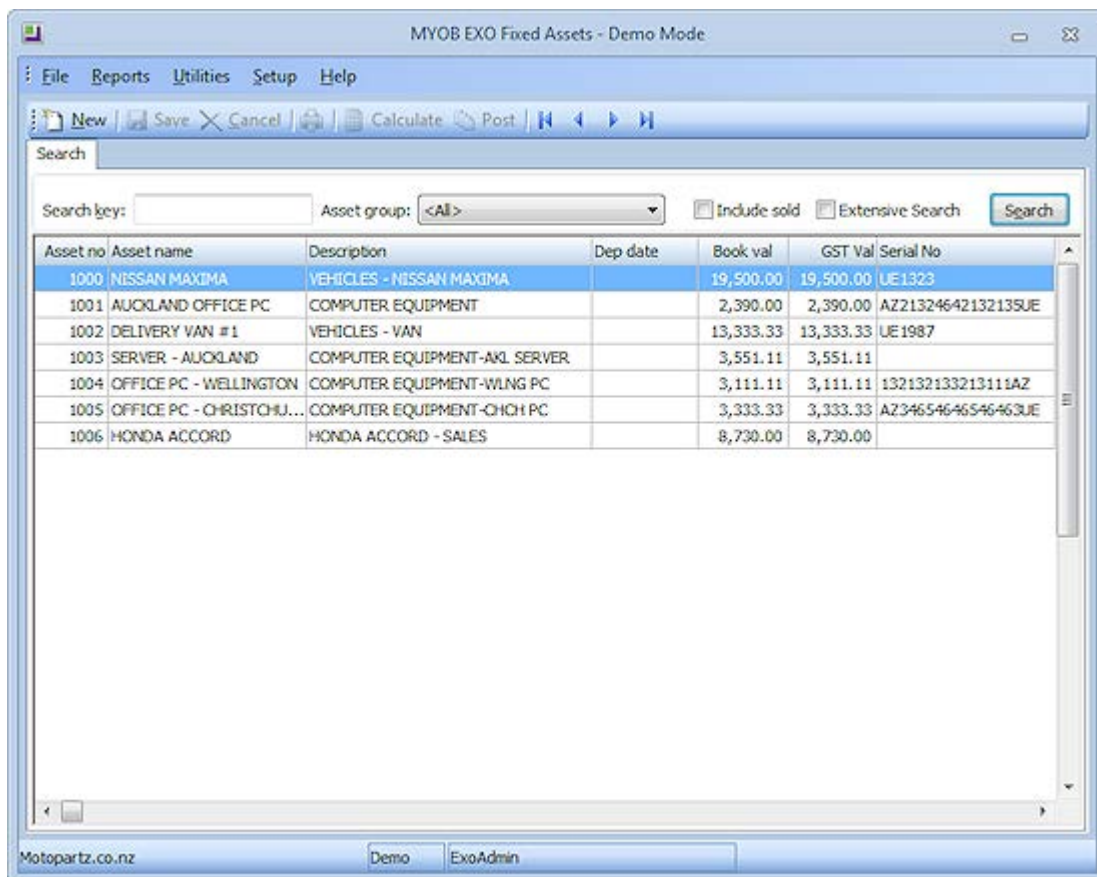 MYOB EXO Fixed Assets - Demo Mode
File Reports Utilities Setup Help
New Save Cancel Calculate Post
Search
Search key: Asset group: <All> Include sold Extensive Search Search
Asset no Asset name Description Dep date Book val GST Val Serial No
1000 NISSAN MAXIMA VEHICLES - NISSAN MAXIMA 19,500.00 19,500.00 UE1323
1001 AUCKLAND OFFICE PC COMPUTER EQUIPMENT 2,390.00 2,390.00 AZ21324642132135UE
1002 DELIVERY VAN #1 VEHICLES - VAN 13,333.33 13,333.33 UE1987
1003 SERVER - AUCKLAND COMPUTER EQUIPMENT-AKL SERVER 3,551.11 3,551.11
1004 OFFICE PC - WELLINGTON COMPUTER EQUIPMENT-WLNG PC 3,111.11 3,111.11 132132133213111AZ
1005 OFFICE PC - CHRISTCHU... COMPUTER EQUIPMENT-CHCH PC 3,333.33 3,333.33 AZ34654646546463UE
1006 HONDA ACCORD HONDA ACCORD - SALES 8,730.00 8,730.00
Motopartz.co.nz Demo ExoAdmin